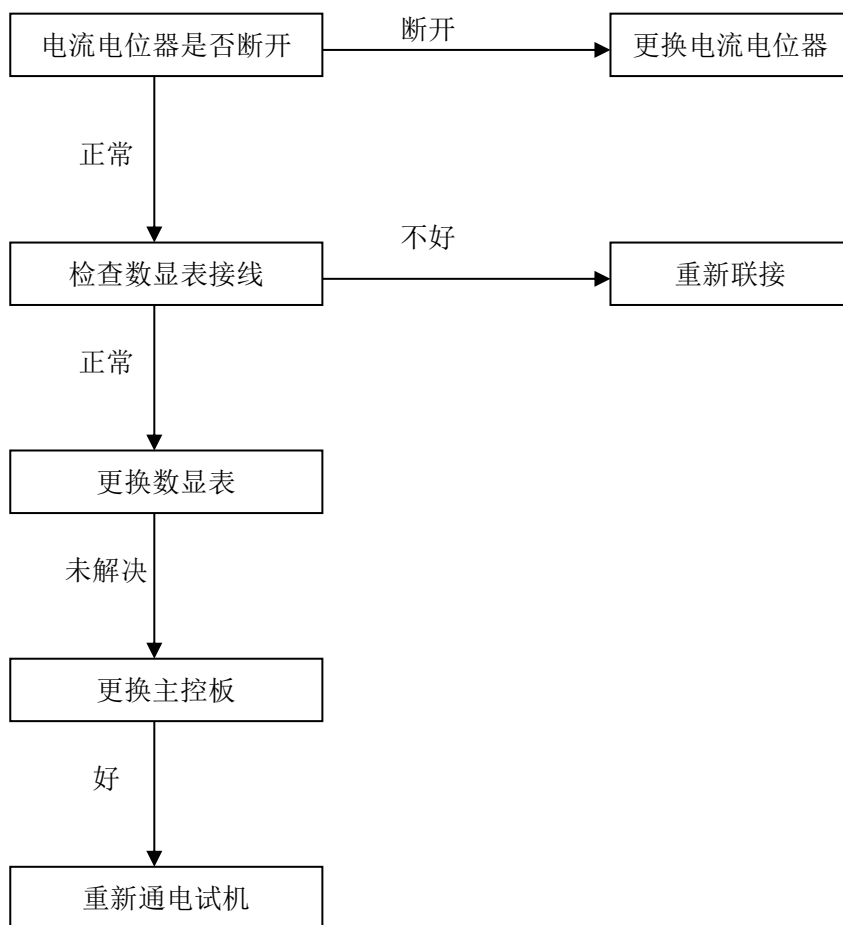 电流电位器是否断开
断开
更换电流电位器
正常
检查数显表接线
不好
重新联接
正常
更换数显表
未解决
更换主控板
好
重新通电试机